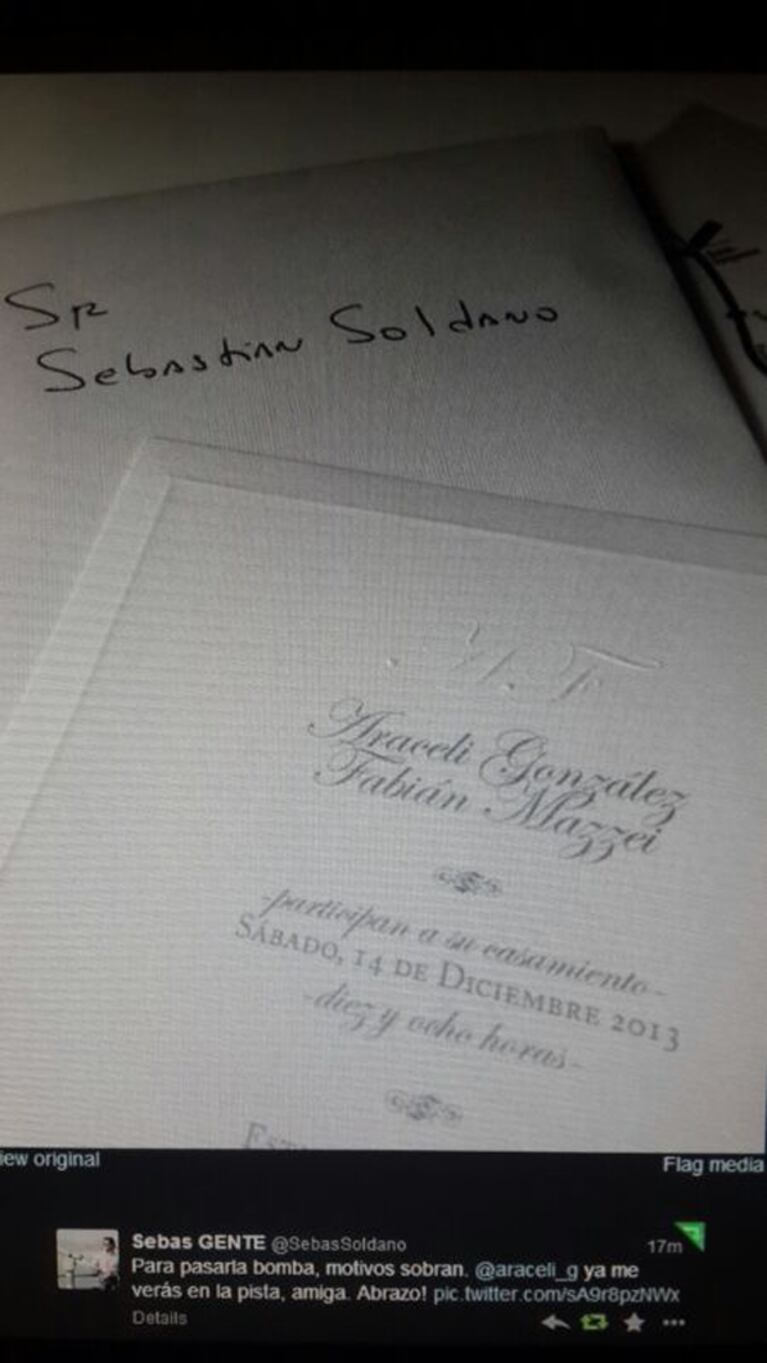 Sr
Sebastian Soldano
A. F
Araceli González
Fabián Mazzei
-participan a su casamiento-
SÁBADO, 14 DE DICIEMBRE 2013
-diez y ocho horas-
iew original
Flag media
Sebas GENTE @SebasSoldano
17m
Para pasarla bomba, motivos sobran. @araceli_g ya me
verás en la pista, amiga. Abrazo! pic.twitter.com/sA9r8pzNWx
Details